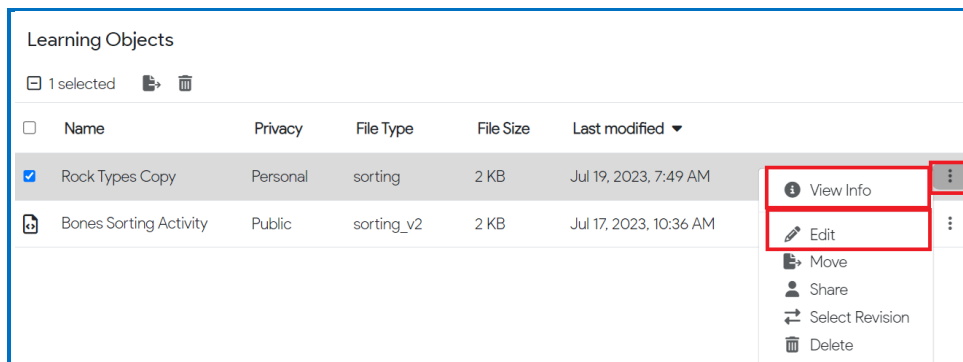 Learning Objects
1 selected
Name Privacy File Type File Size Last modified
Rock Types Copy Personal sorting 2 KB Jul 19, 2023, 7:49 AM
View Info
Bones Sorting Activity Public sorting_v2 2 KB Jul 17, 2023, 10:36 AM
Edit
Move
Share
Select Revision
Delete